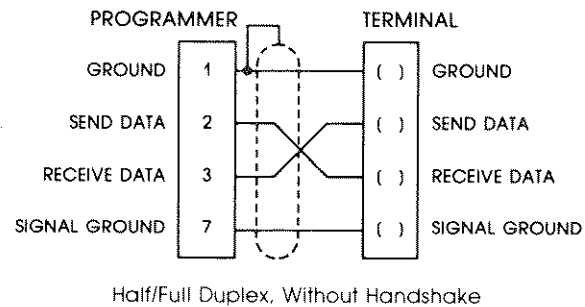 PROGRAMMER TERMINAL
GROUND 1 ( ) GROUND
SEND DATA 2 ( ) SEND DATA
RECEIVE DATA 3 ( ) RECEIVE DATA
SIGNAL GROUND 7 ( ) SIGNAL GROUND
Half/Full Duplex, Without Handshake